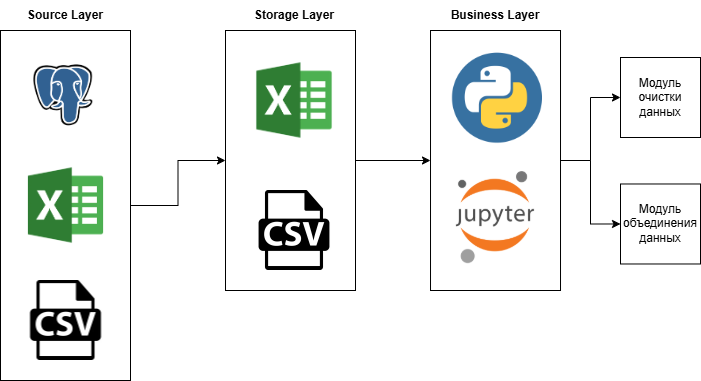 Source Layer
Storage Layer
Business Layer
X
CSV
X
CSV
jupyter
Модуль
очистки
данных
Модуль
объединения
данных